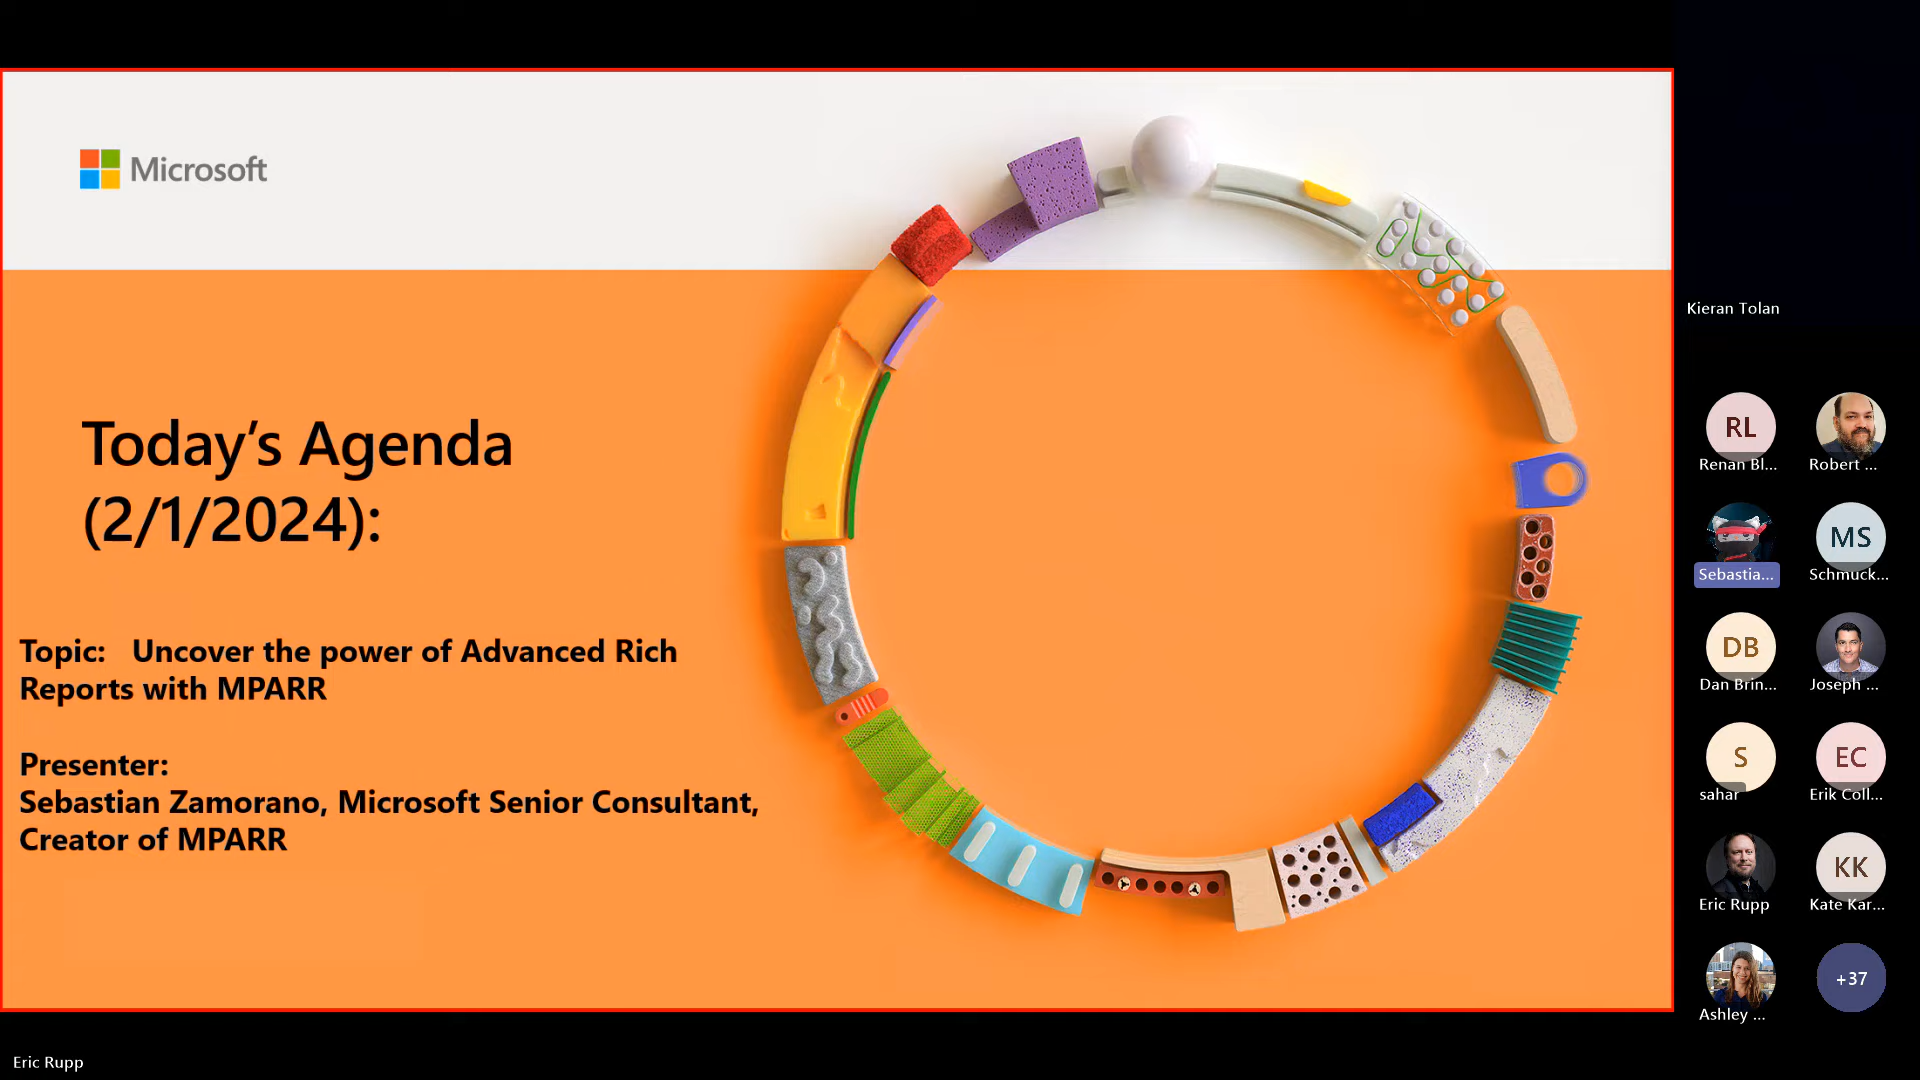 Microsoft
Today's Agenda
(2/1/2024):
Topic:   Uncover the power of Advanced Rich
Reports with MPARR
Presenter:
Sebastian Zamorano, Microsoft Senior Consultant,
Creator of MPARR
Kieran Tolan
RL
Renan Bl...
Robert ...
Sebastia...
MS
Schmuck...
DB
Dan Brin...
Joseph ...
S
sahar
EC
Erik Coll...
Eric Rupp
KK
Kate Kar...
Ashley ...
+37
Eric Rupp